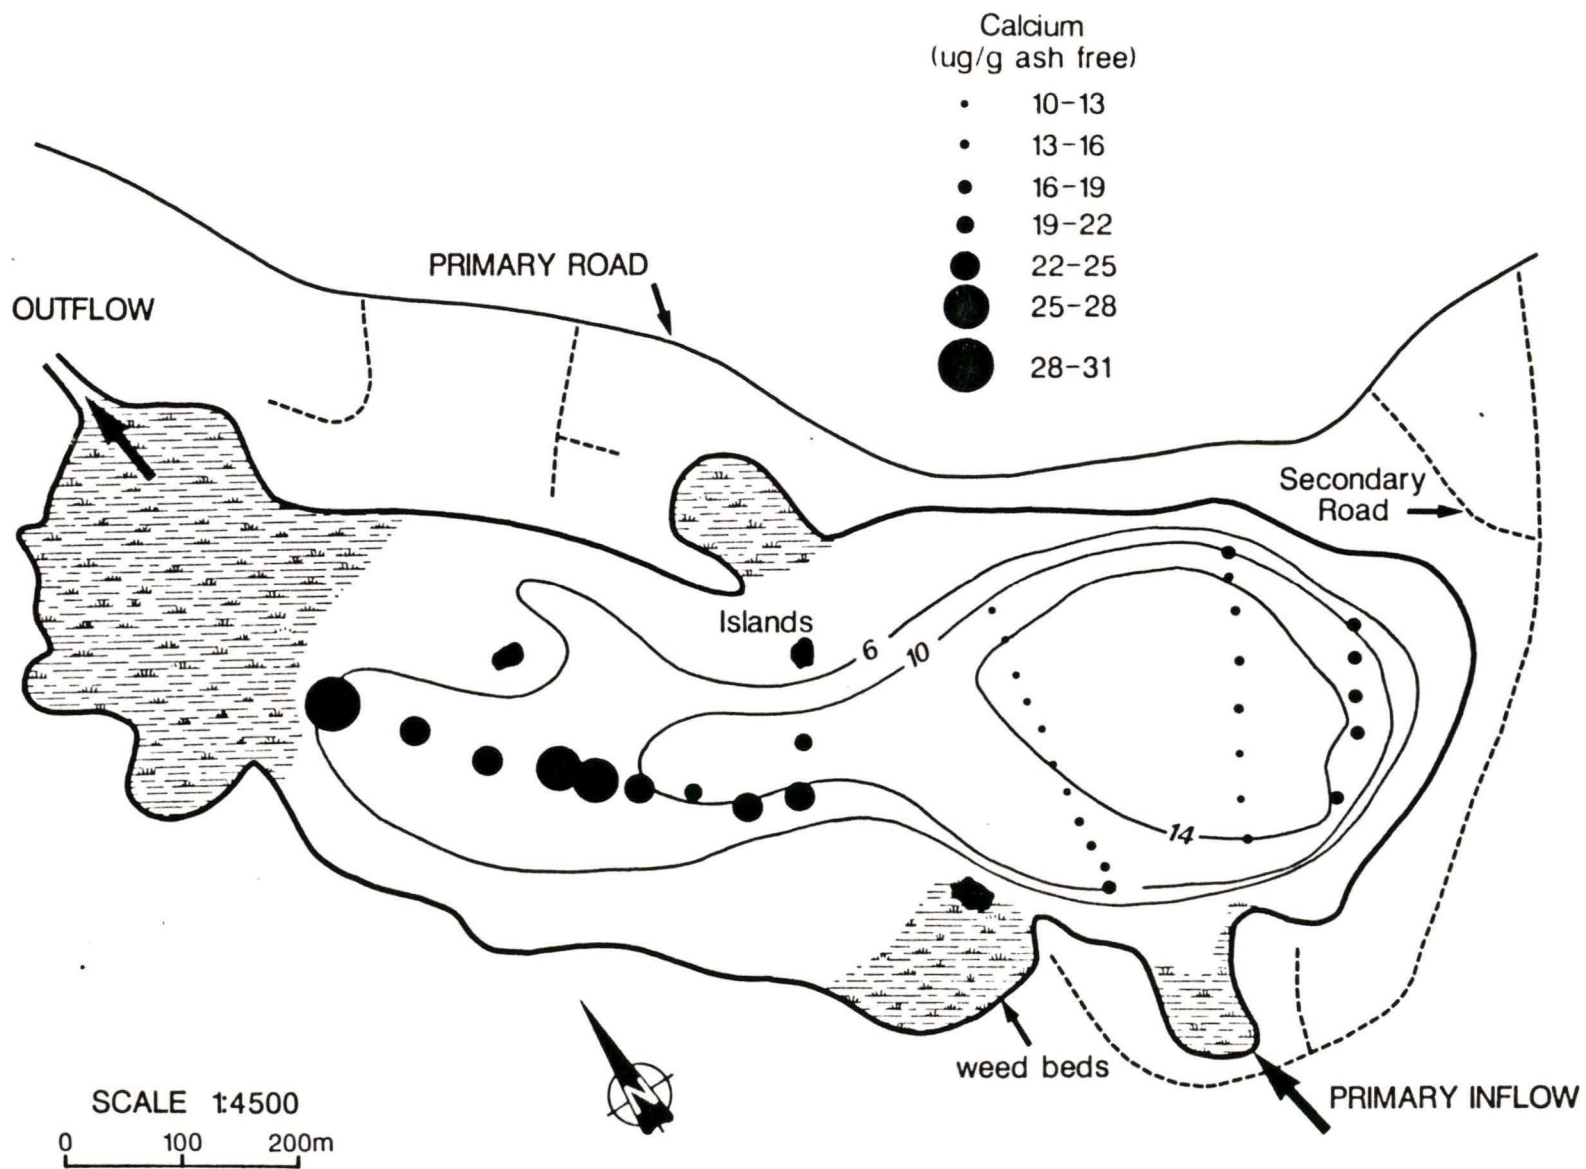 Calcium
(ug/g ash free)
10-13
13-16
16-19
19-22
22-25
25-28
28-31
PRIMARY ROAD
OUTFLOW
Secondary
Road
Islands
6
10
14
weed beds
N
PRIMARY INFLOW
SCALE 1:4500
0 100 200m